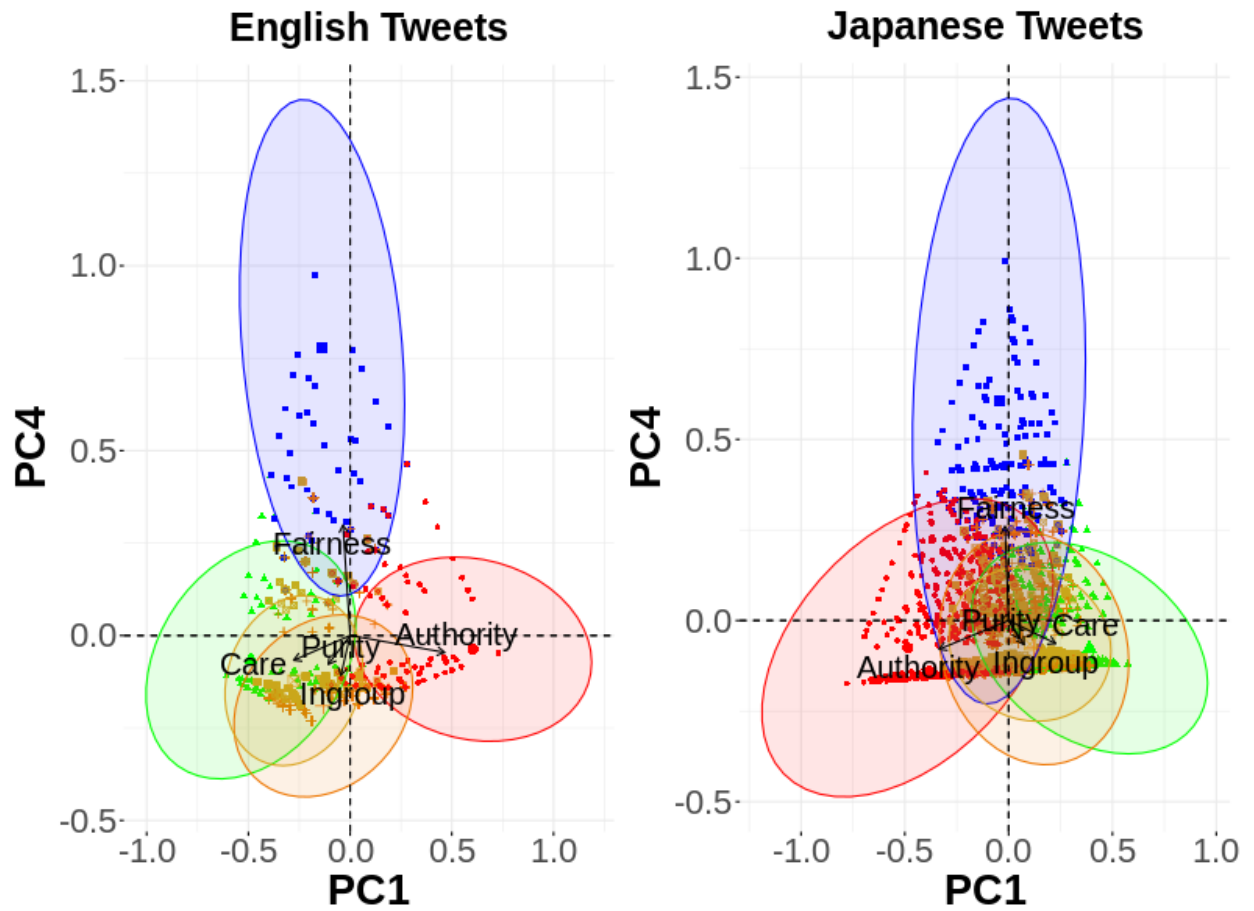 English Tweets
1.5
1.0
0.5
0.0
-0.5
PC4
Fairness
Authority
Purity
Care
Ingroup
-1.0 -0.5 0.0 0.5 1.0
PC1
Japanese Tweets
1.5
1.0
0.5
0.0
-0.5
PC4
Fairness
Purity
Care
Authority
Ingroup
-1.0 -0.5 0.0 0.5 1.0
PC1